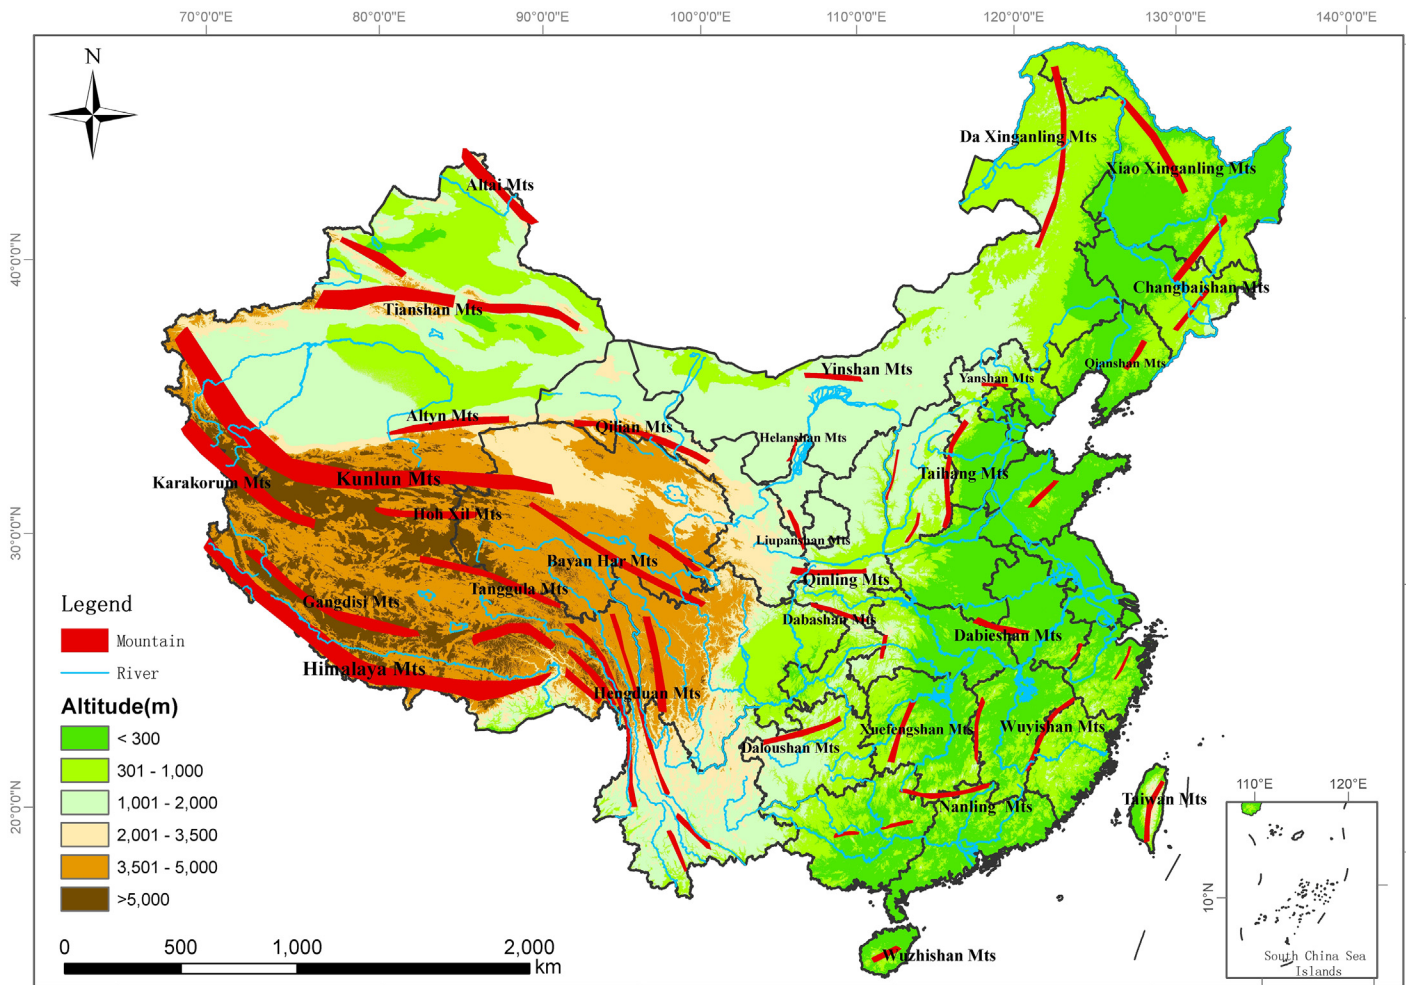 70°0'0"E 80°0'0"E 90°0'0"E 100°0'0"E 110°0'0"E 120°0'0"E 130°0'0"E 140°0'0"E
N
40°0'0"N
30°0'0"N
20°0'0"N
Da Xinganling Mts
Xiao Xinganling Mts
Altai Mts
Changbaishan Mts
Tianshan Mts
Qianshan Mts
Yinshan Mts
Yanshan Mts
Altyn Mts
Qilian Mts
Helanshan Mts
Taihang Mts
Karakorum Mts
Kunlun Mts
Hoh Xil Mts
Liupanshan Mts
Bayan Har Mts
Qinling Mts
Tanggula Mts
Gangdisi Mts
Dabashan Mts
Dabieshan Mts
Himalaya Mts
Hengduan Mts
Xuefengshan Mts
Wuyishan Mts
Daloushan Mts
Taiwan Mts
Nanling Mts
Wuzhishan Mts
Legend
Mountain
River
Altitude(m)
< 300
301 - 1,000
1,001 - 2,000
2,001 - 3,500
3,501 - 5,000
>5,000
0 500 1,000 2,000
km
110°E 120°E
10°N
South China Sea
Islands